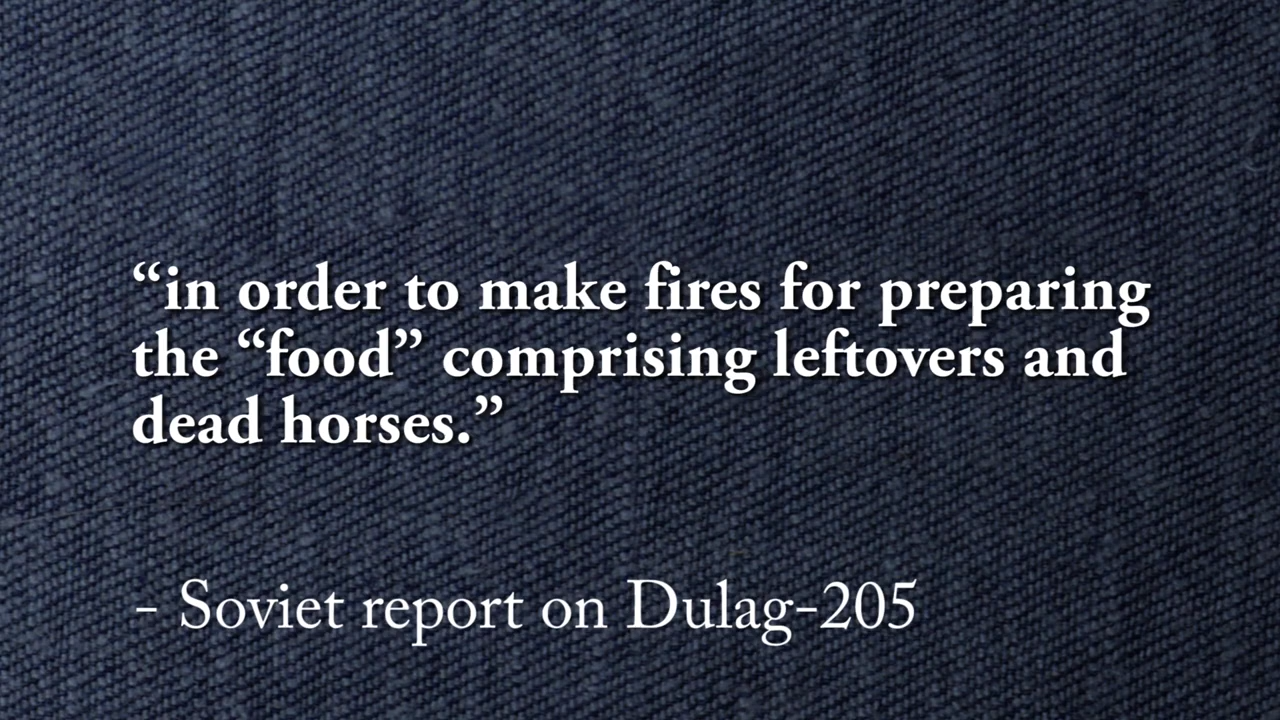 “in order to make fires for preparing
the “food” comprising leftovers and
dead horses.”
- Soviet report on Dulag-205